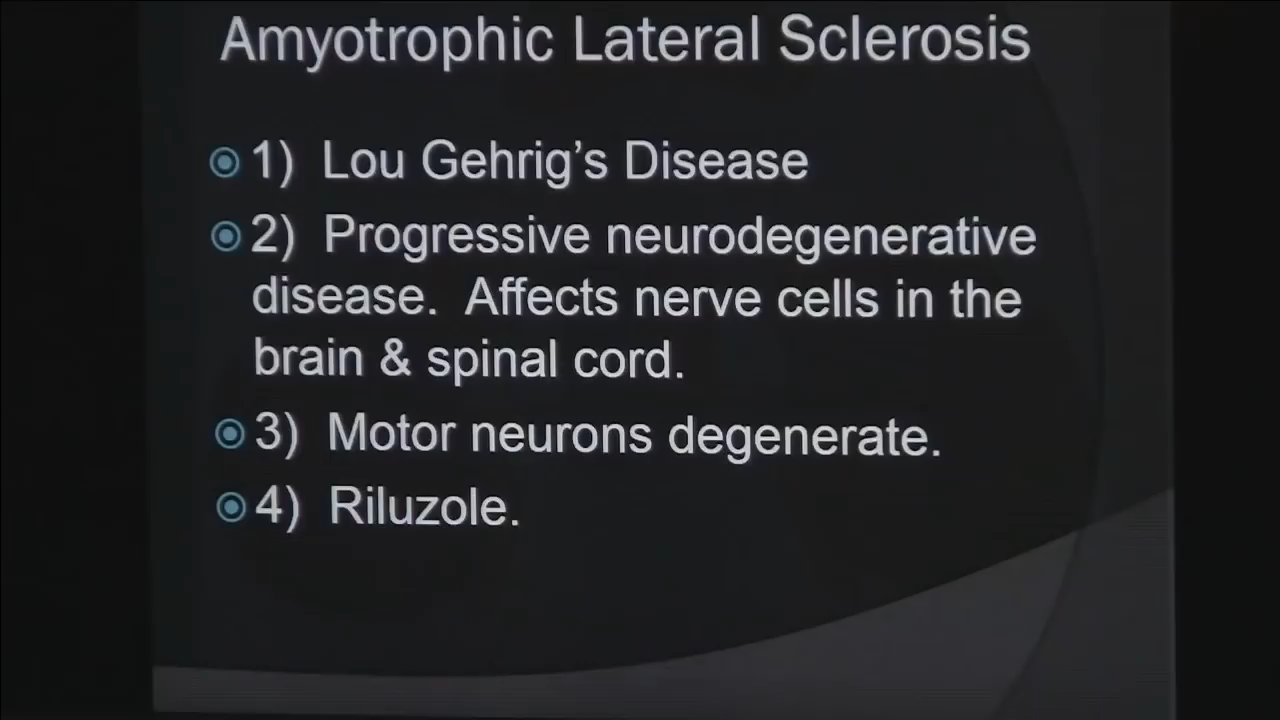 Amyotrophic Lateral Sclerosis
1) Lou Gehrig's Disease
2) Progressive neurodegenerative
disease. Affects nerve cells in the
brain & spinal cord.
3) Motor neurons degenerate.
4) Riluzole.